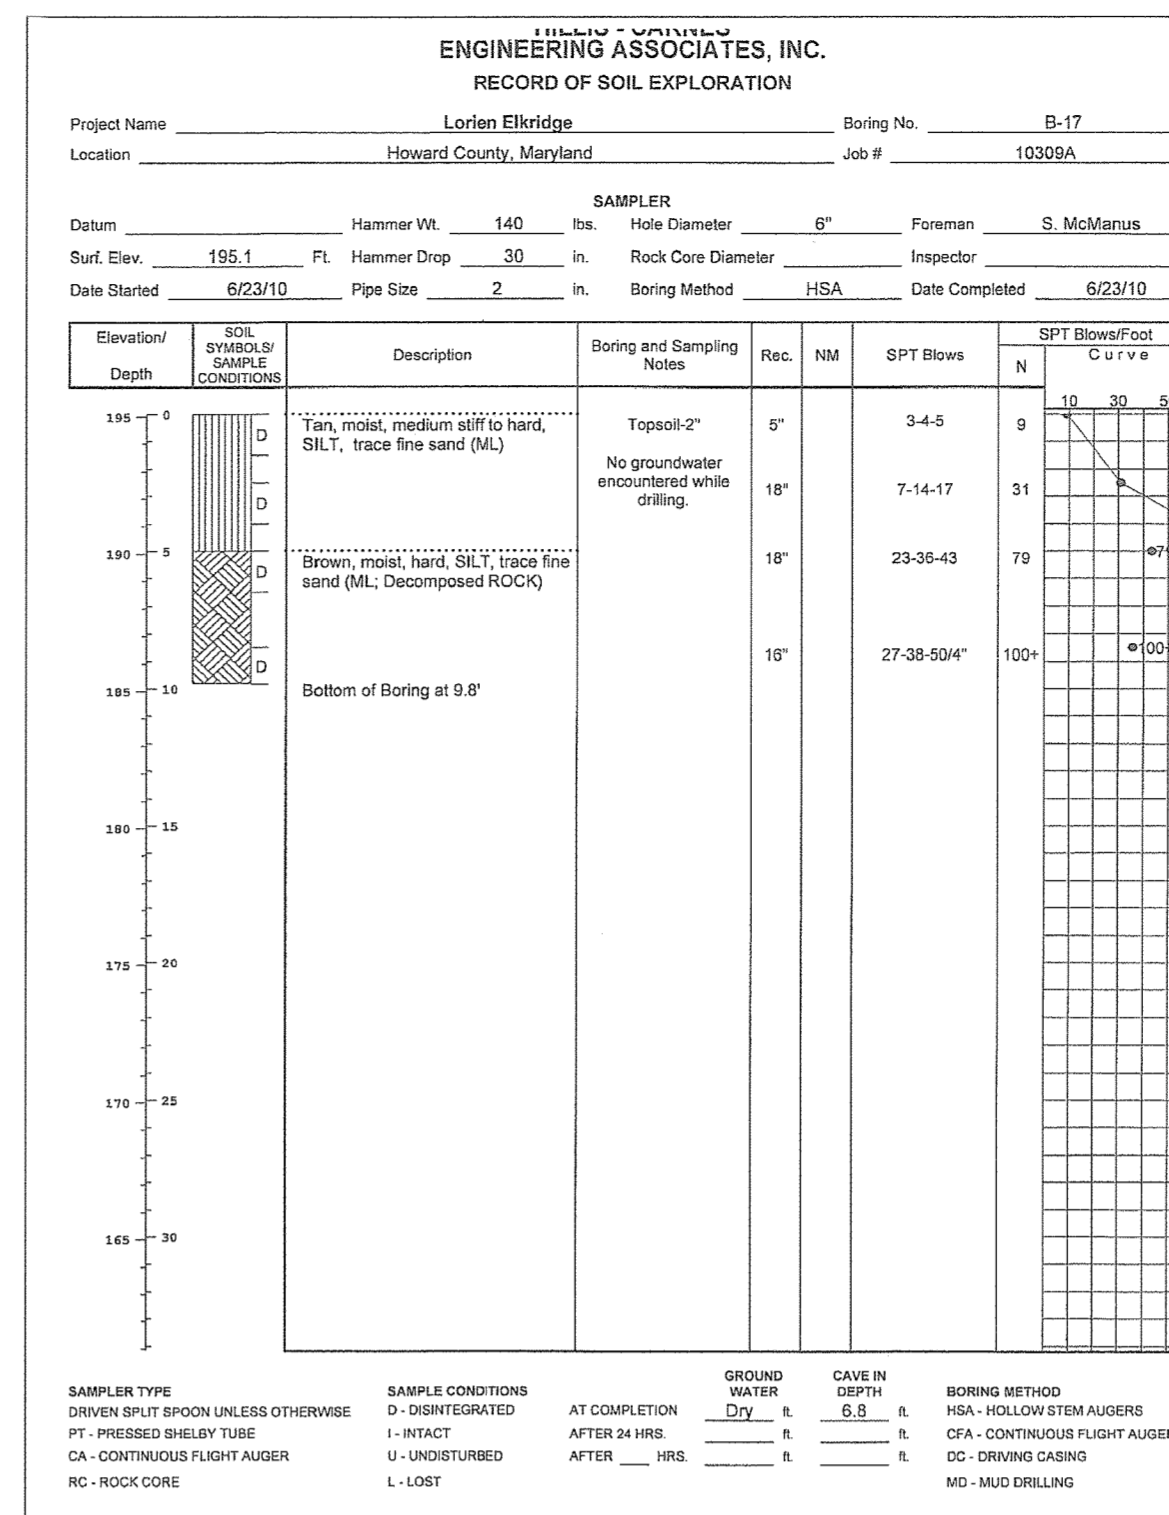 ENGINEERING ASSOCIATES, INC.
RECORD OF SOIL EXPLORATION
Project Name Lorien Elkridge Boring No. B-17
Location Howard County, Maryland Job # 10309A
SAMPLER
Datum Hammer Wt. 140 lbs. Hole Diameter 6" Foreman S. McManus
Surf. Elev. 195.1 Ft. Hammer Drop 30 in. Rock Core Diameter Inspector
Date Started 6/23/10 Pipe Size 2 in. Boring Method HSA Date Completed 6/23/10
Elevation/
Depth
SOIL
SYMBOLS/
SAMPLE
CONDITIONS
Description
Boring and Sampling
Notes
Rec.
NM
SPT Blows
SPT Blows/Foot
N
Curve
10 30
195 0
D
Tan, moist, medium stiff to hard,
SILT, trace fine sand (ML)
Topsoil-2"
5"
3-4-5
9
No groundwater
encountered while
drilling.
D
18"
7-14-17
31
190 5
D
Brown, moist, hard, SILT, trace fine
sand (ML; Decomposed ROCK)
18"
23-36-43
79
D
16"
27-38-50/4"
100+
185 10
Bottom of Boring at 9.8'
180 15
175 20
170 25
165 30
GROUND
WATER
CAVE IN
DEPTH
SAMPLER TYPE SAMPLE CONDITIONS BORING METHOD
DRIVEN SPLIT SPOON UNLESS OTHERWISE D - DISINTEGRATED AT COMPLETION Dry ft. 6.8 ft. HSA - HOLLOW STEM AUGERS
PT - PRESSED SHELBY TUBE I - INTACT AFTER 24 HRS. ft. ft. CFA - CONTINUOUS FLIGHT AUGE
CA - CONTINUOUS FLIGHT AUGER U - UNDISTURBED AFTER ___ HRS. ft. ft. DC - DRIVING CASING
RC - ROCK CORE L - LOST MD - MUD DRILLING